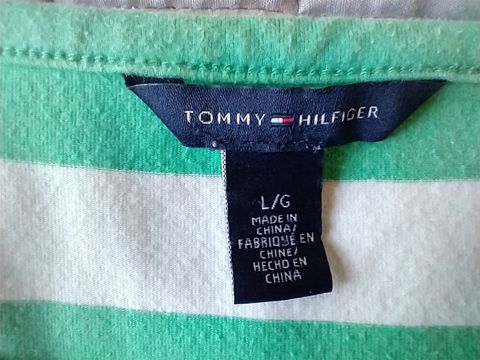 TOMMY HILFIGER
L/G
MADE IN
CHINA/
FABRIQUÉ EN
CHINE/
HECHO EN
CHINA